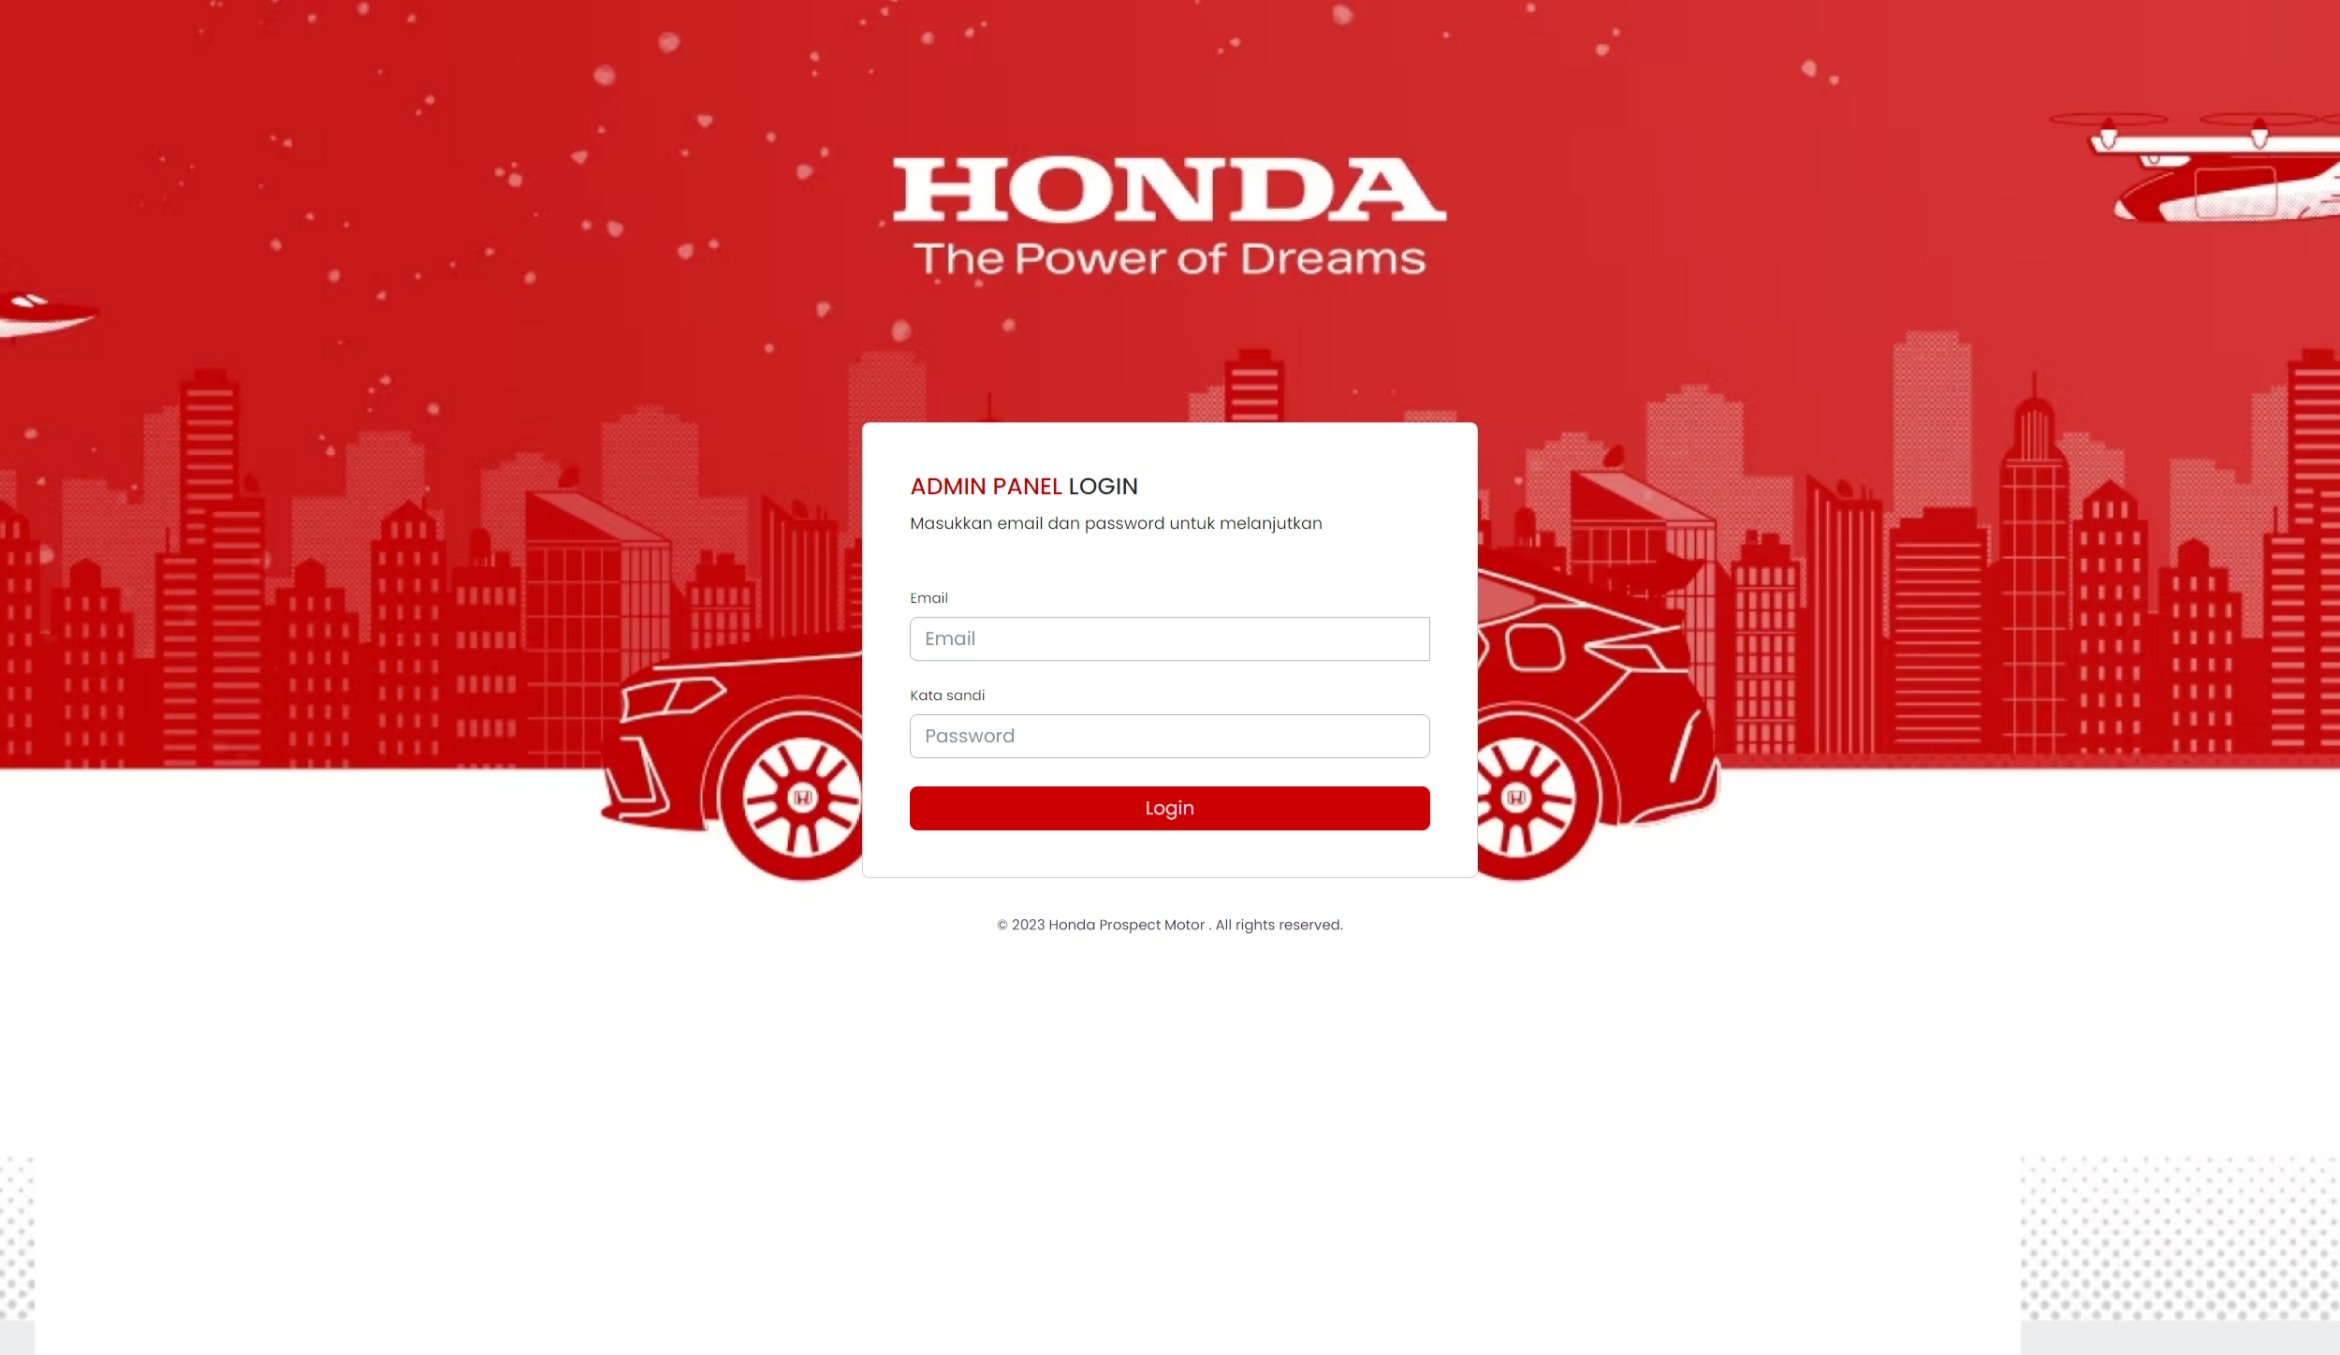 HONDA
The Power of Dreams
ADMIN PANEL LOGIN
Masukkan email dan password untuk melanjutkan
Email
Email
Kata sandi
Password
Login
© 2023 Honda Prospect Motor . All rights reserved.